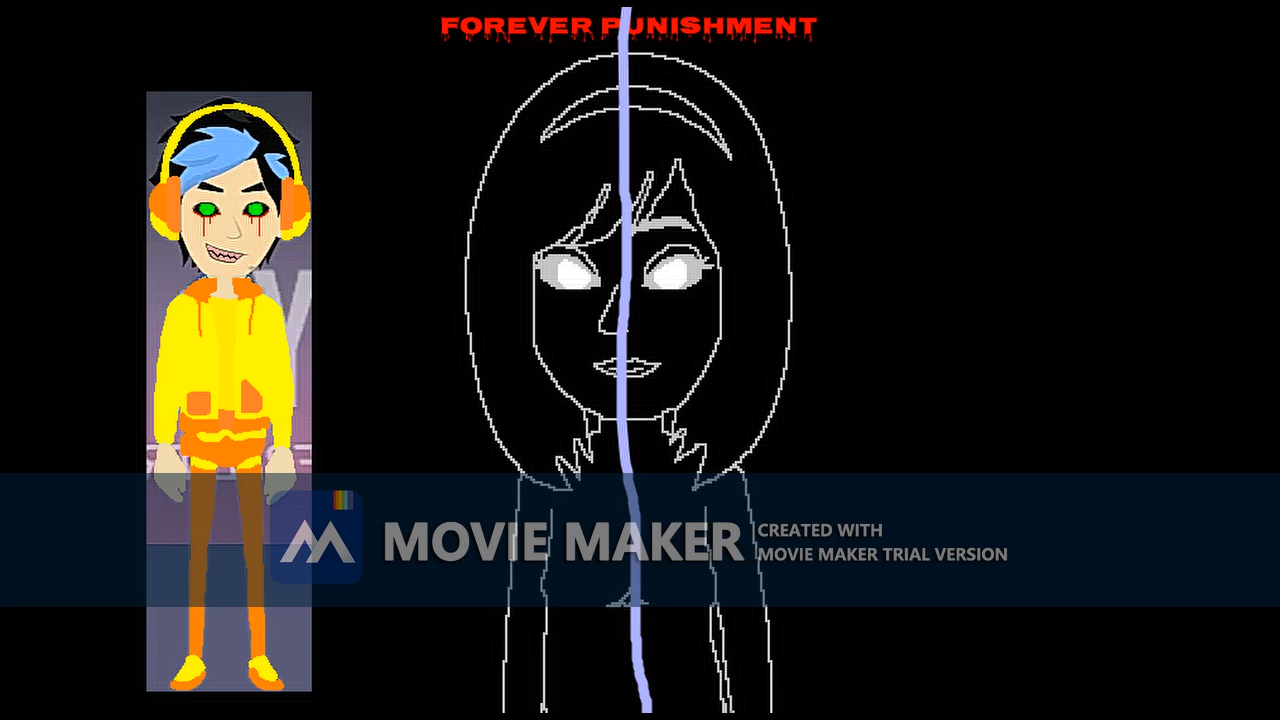 FOREVER PUNISHMENT
MOVIE MAKER
CREATED WITH
MOVIE MAKER TRIAL VERSION